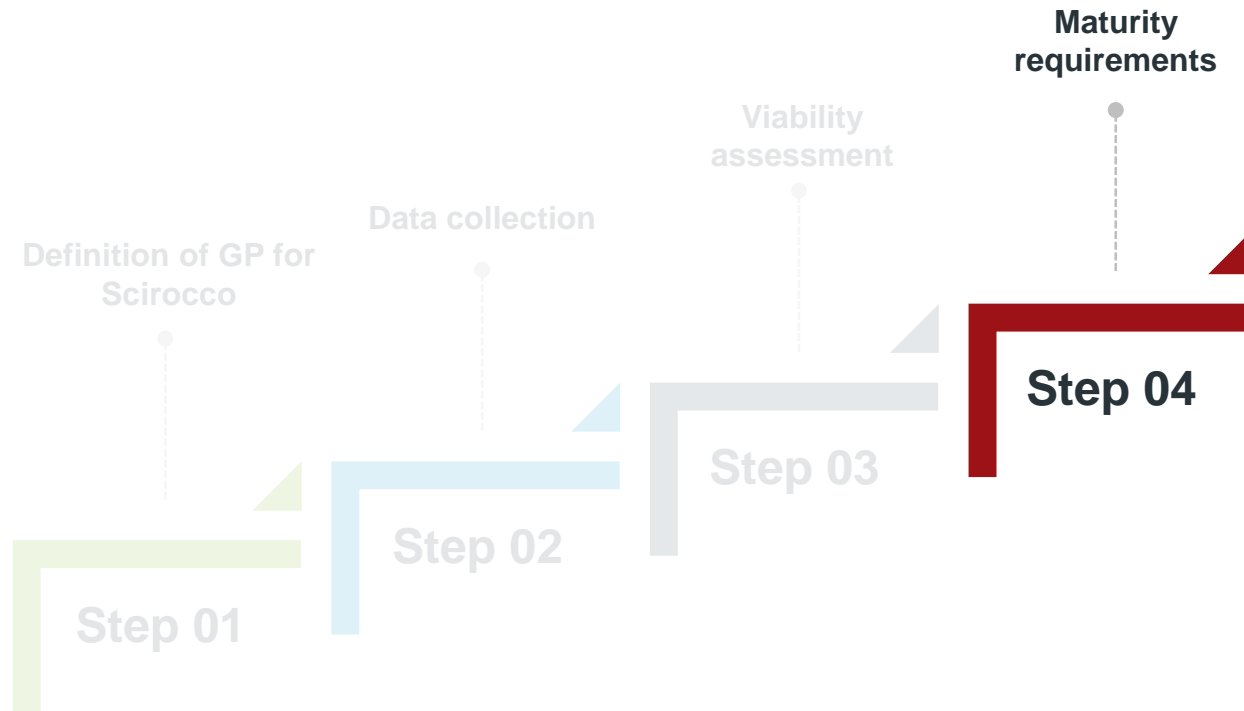 Definition of GP for
Scirocco
Step 01
Data collection
Step 02
Viability
assessment
Step 03
Maturity
requirements
Step 04